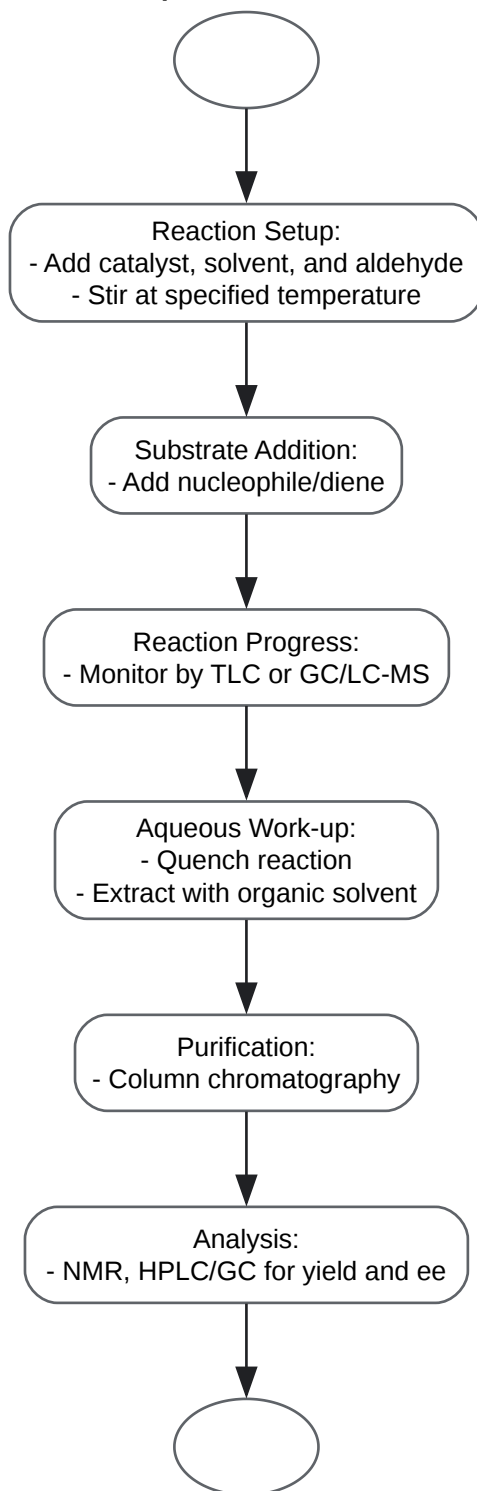 Reaction Setup:
- Add catalyst, solvent, and aldehyde
- Stir at specified temperature
Substrate Addition:
- Add nucleophile/diene
Reaction Progress:
- Monitor by TLC or GC/LC-MS
Aqueous Work-up:
- Quench reaction
- Extract with organic solvent
Purification:
- Column chromatography
Analysis:
- NMR, HPLC/GC for yield and ee